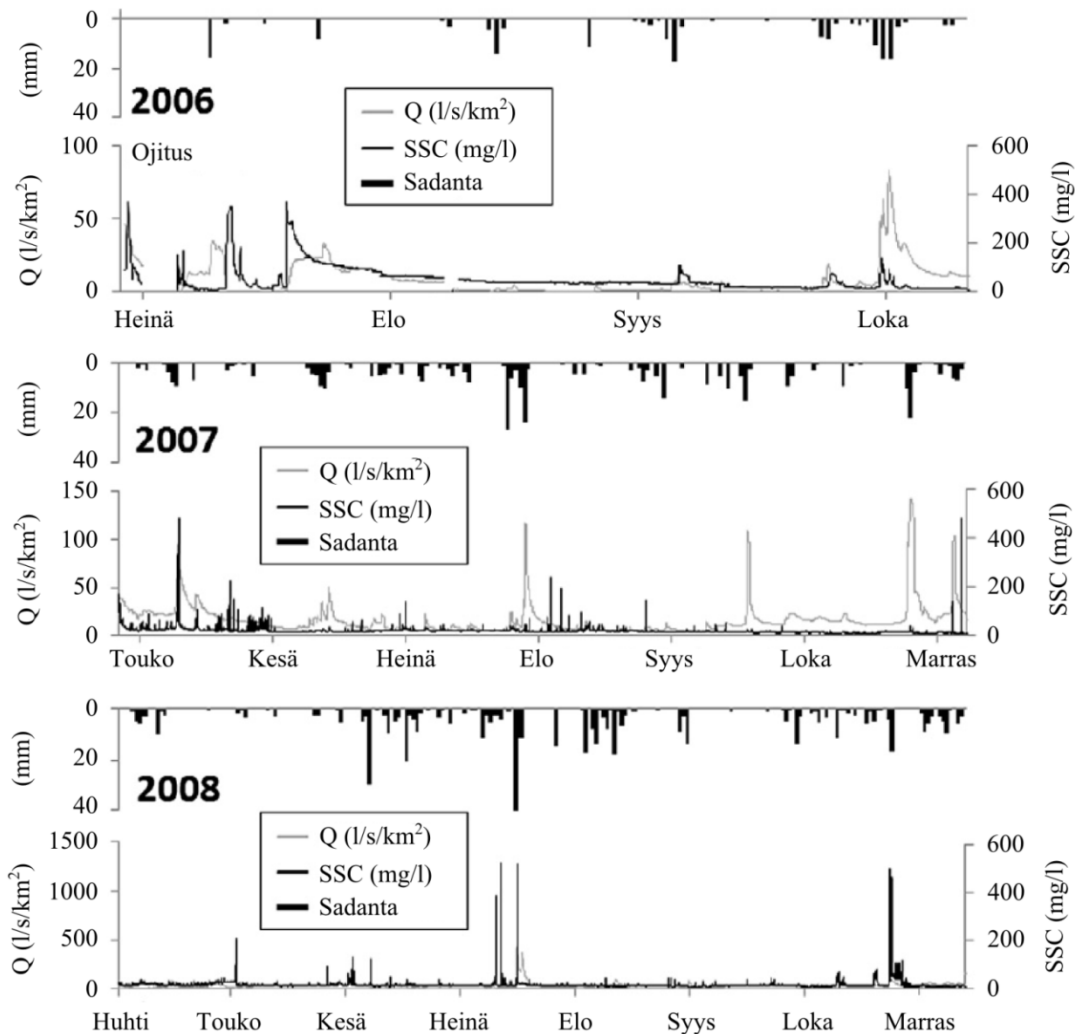 0
20
40
(mm)
2006
Q (l/s/km²)
SSC (mg/l)
Sadanta
Ojitus
100
50
0
Q (l/s/km²)
600
400
200
0
SSC (mg/l)
Heinä Elo Syys Loka
0
20
40
(mm)
2007
Q (l/s/km²)
SSC (mg/l)
Sadanta
150
100
50
0
Q (l/s/km²)
600
400
200
0
SSC (mg/l)
Touko Kesä Heinä Elo Syys Loka Marras
0
20
40
(mm)
2008
Q (l/s/km²)
SSC (mg/l)
Sadanta
1500
1000
500
0
Q (l/s/km²)
600
400
200
0
SSC (mg/l)
Huhti Touko Kesä Heinä Elo Syys Loka Marras